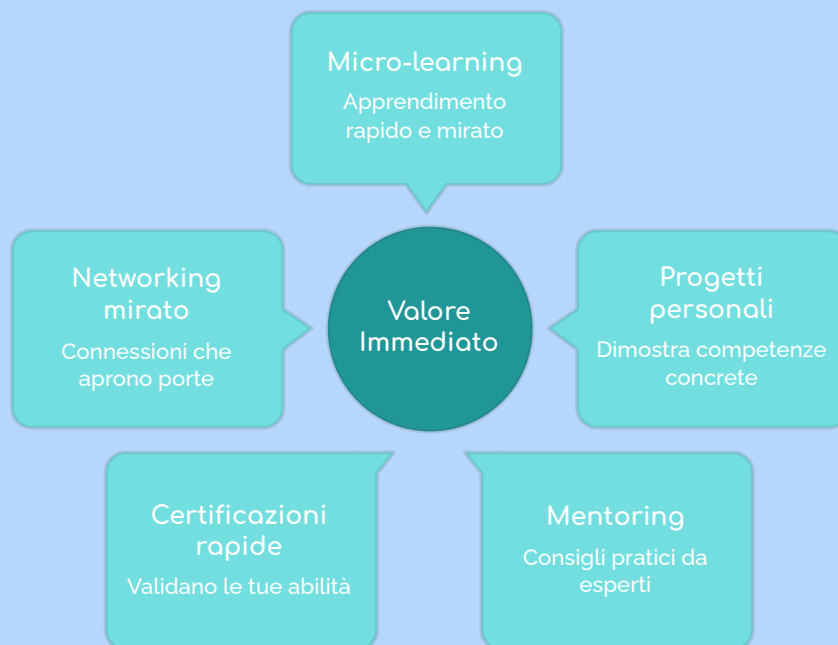 Micro-learning
Apprendimento
rapido e mirato
Networking
mirato
Connessioni che
aprono porte
Valore
Immediato
Progetti
personali
Dimostra competenze
concrete
Certificazioni
rapide
Validano le tue abilità
Mentoring
Consigli pratici da
esperti